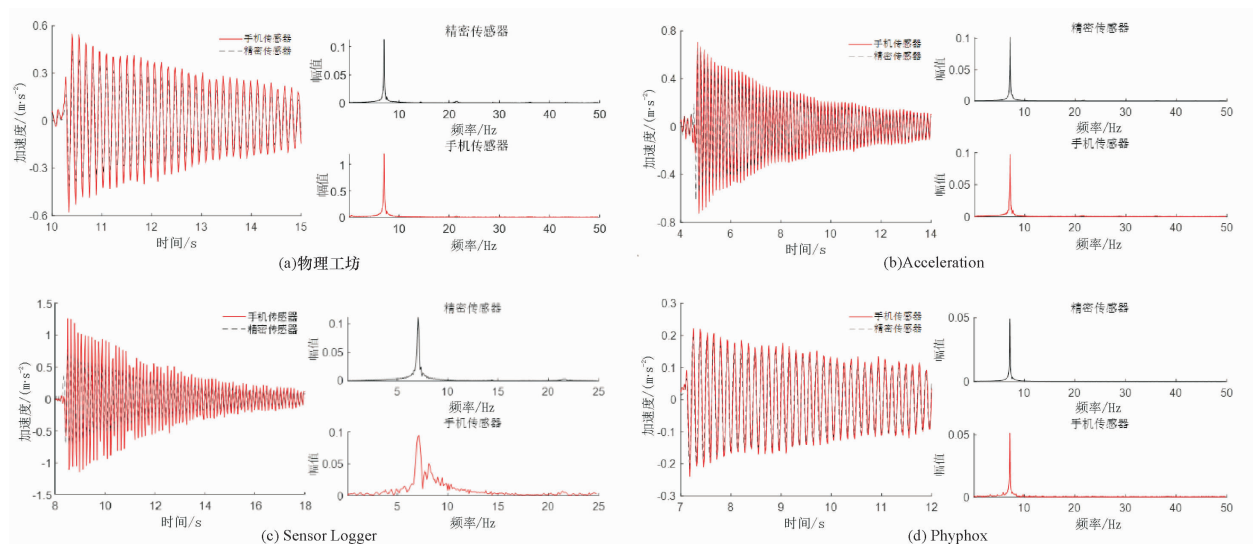 0.6
0.3
0
-0.3
-0.6
加速度/(m·s⁻²)
手机传感器
精密传感器
10 11 12 13 14 15
时间/s
精密传感器
0.1
0.05
0
幅值
10 20 30 40 50
频率/Hz
手机传感器
1
0.5
0
幅值
10 20 30 40 50
频率/Hz
(a)物理工坊
0.8
0.4
0
-0.4
-0.8
加速度/(m·s⁻²)
手机传感器
精密传感器
4 6 8 10 12 14
时间/s
精密传感器
0.1
0.05
0
幅值
10 20 30 40 50
频率/Hz
手机传感器
0.1
0.05
0
幅值
10 20 30 40 50
频率/Hz
(b)Acceleration
1.5
1
0.5
0
-0.5
-1
-1.5
加速度/(m·s⁻²)
手机传感器
精密传感器
8 10 12 14 16 18
时间/s
精密传感器
0.1
0.05
0
幅值
5 10 15 20 25
频率/Hz
手机传感器
0.1
0.05
0
幅值
5 10 15 20 25
频率/Hz
(c) Sensor Logger
0.3
0.2
0.1
0
-0.1
-0.2
-0.3
加速度/(m·s⁻²)
手机传感器
精密传感器
7 8 9 10 11 12
时间/s
精密传感器
0.05
0
幅值
10 20 30 40 50
频率/Hz
手机传感器
0.05
0
幅值
10 20 30 40 50
频率/Hz
(d) Phyphox